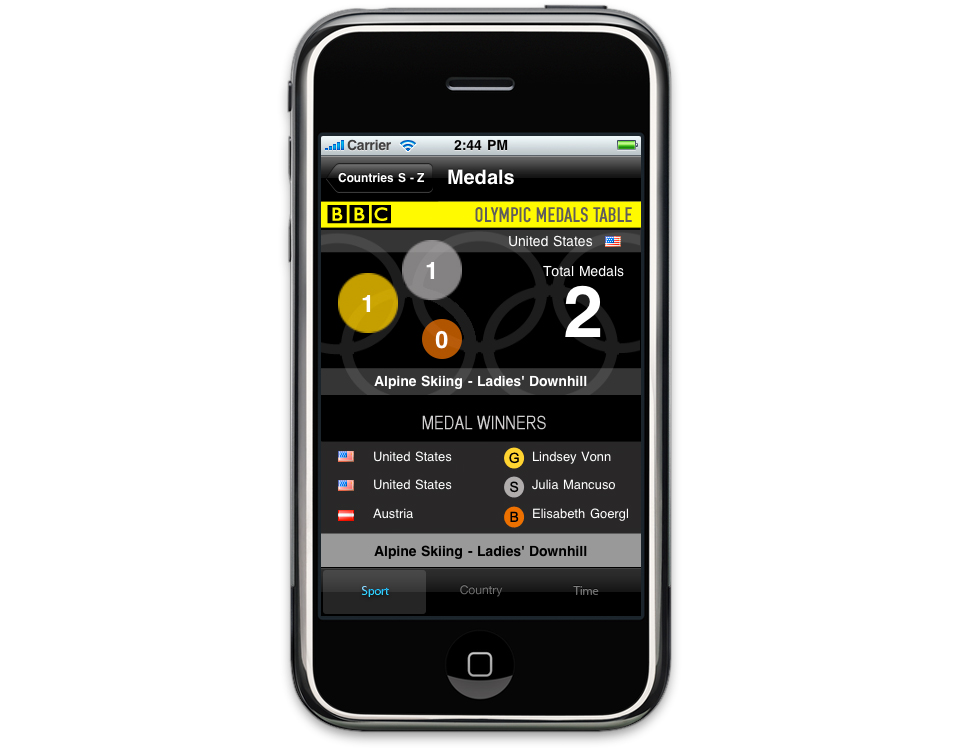 Carrier 2:44 PM
Countries S - Z Medals
BBC OLYMPIC MEDALS TABLE
United States
Total Medals
1 1 2
0
Alpine Skiing - Ladies' Downhill
MEDAL WINNERS
United States G Lindsey Vonn
United States S Julia Mancuso
Austria B Elisabeth Goergl
Alpine Skiing - Ladies' Downhill
Sport Country Time